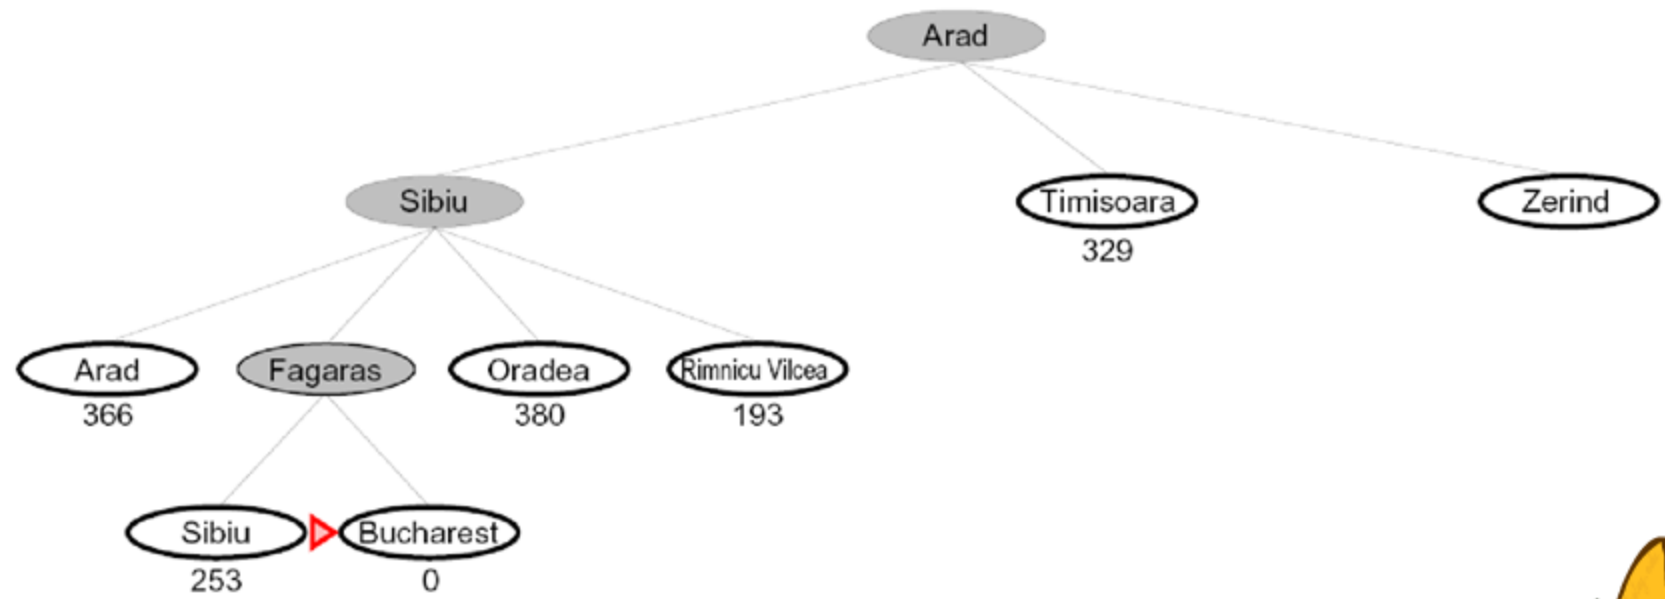 Arad
Sibiu
Timisoara
Zerind
329
Arad
Fagaras
Oradea
Rimnicu Vilcea
366
380
193
Sibiu
Bucharest
253
0